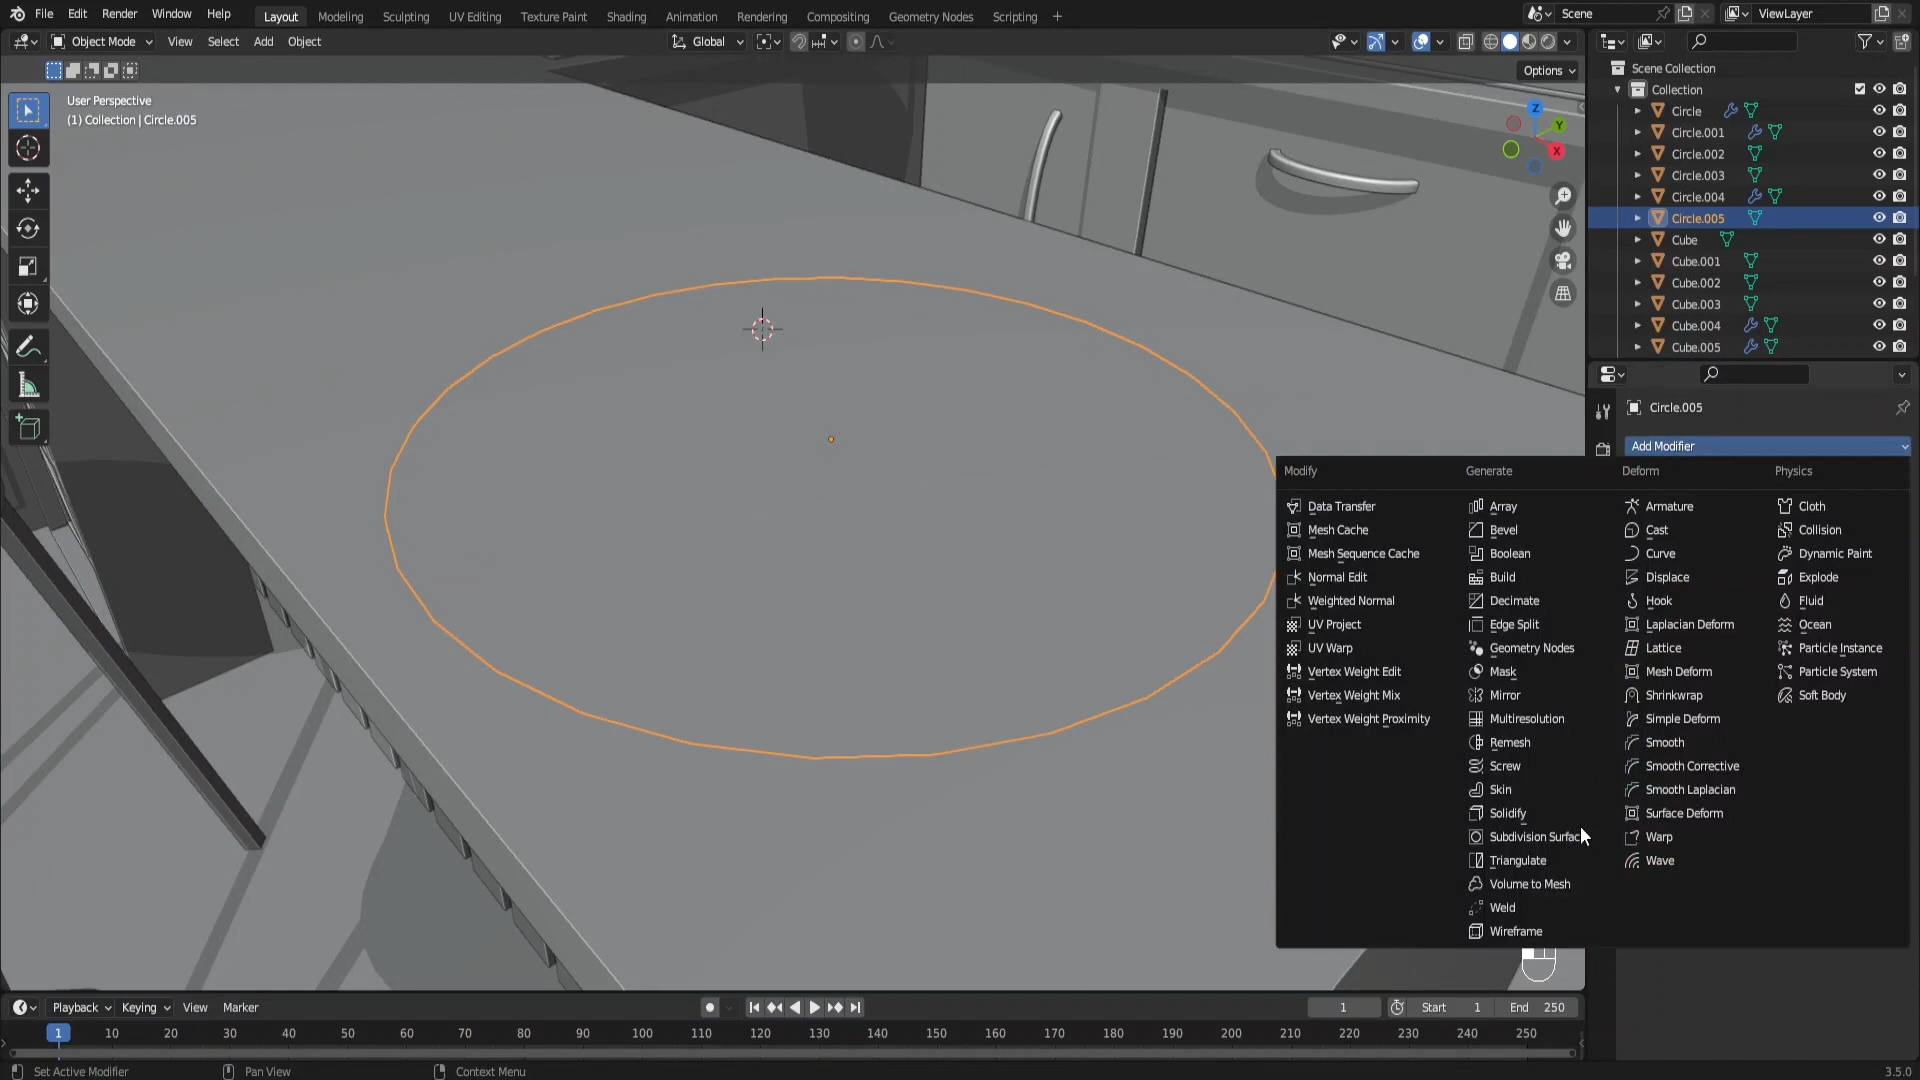 File Edit Render Window Help Layout Modeling Sculpting UV Editing Texture Paint Shading Animation Rendering Compositing Geometry Nodes Scripting + Scene ViewLayer
Object Mode View Select Add Object Global
Options
User Perspective
(1) Collection | Circle.005
Z
Y
X
Scene Collection
Collection
Circle
Circle.001
Circle.002
Circle.003
Circle.004
Circle.005
Cube
Cube.001
Cube.002
Cube.003
Cube.004
Cube.005
Circle.005
Add Modifier
Modify Generate Deform Physics
Data Transfer Array Armature Cloth
Mesh Cache Bevel Cast Collision
Mesh Sequence Cache Boolean Curve Dynamic Paint
Normal Edit Build Displace Explode
Weighted Normal Decimate Hook Fluid
UV Project Edge Split Laplacian Deform Ocean
UV Warp Geometry Nodes Lattice Particle Instance
Vertex Weight Edit Mask Mesh Deform Particle System
Vertex Weight Mix Mirror Shrinkwrap Soft Body
Vertex Weight Proximity Multiresolution Simple Deform
Remesh Smooth
Screw Smooth Corrective
Skin Smooth Laplacian
Solidify Surface Deform
Subdivision Surfac Warp
Triangulate Wave
Volume to Mesh
Weld
Wireframe
Playback Keying View Marker 1 Start 1 End 250
1 10 20 30 40 50 60 70 80 90 100 110 120 130 140 150 160 170 180 190 200 210 220 230 240 250
Set Active Modifier Pan View Context Menu 3.5.0